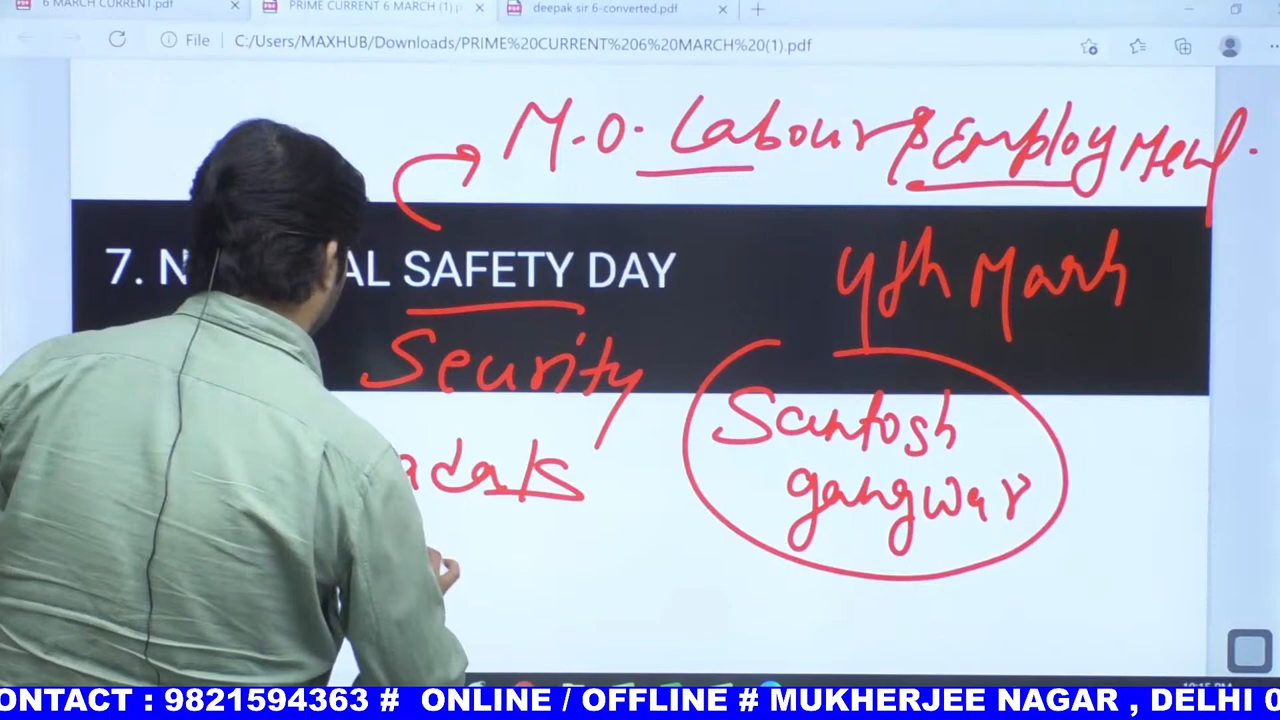 6 MARCH CURRENT.pdf
PRIME CURRENT 6 MARCH (1).p
deepak sir 6-converted.pdf
File C:/Users/MAXHUB/Downloads/PRIME%20CURRENT%206%20MARCH%20(1).pdf
M.O. Labour & Employment.
7. N AL SAFETY DAY
4th March
Security
Santosh
gangwar
ONTACT : 9821594363 # ONLINE / OFFLINE # MUKHERJEE NAGAR , DELHI 0